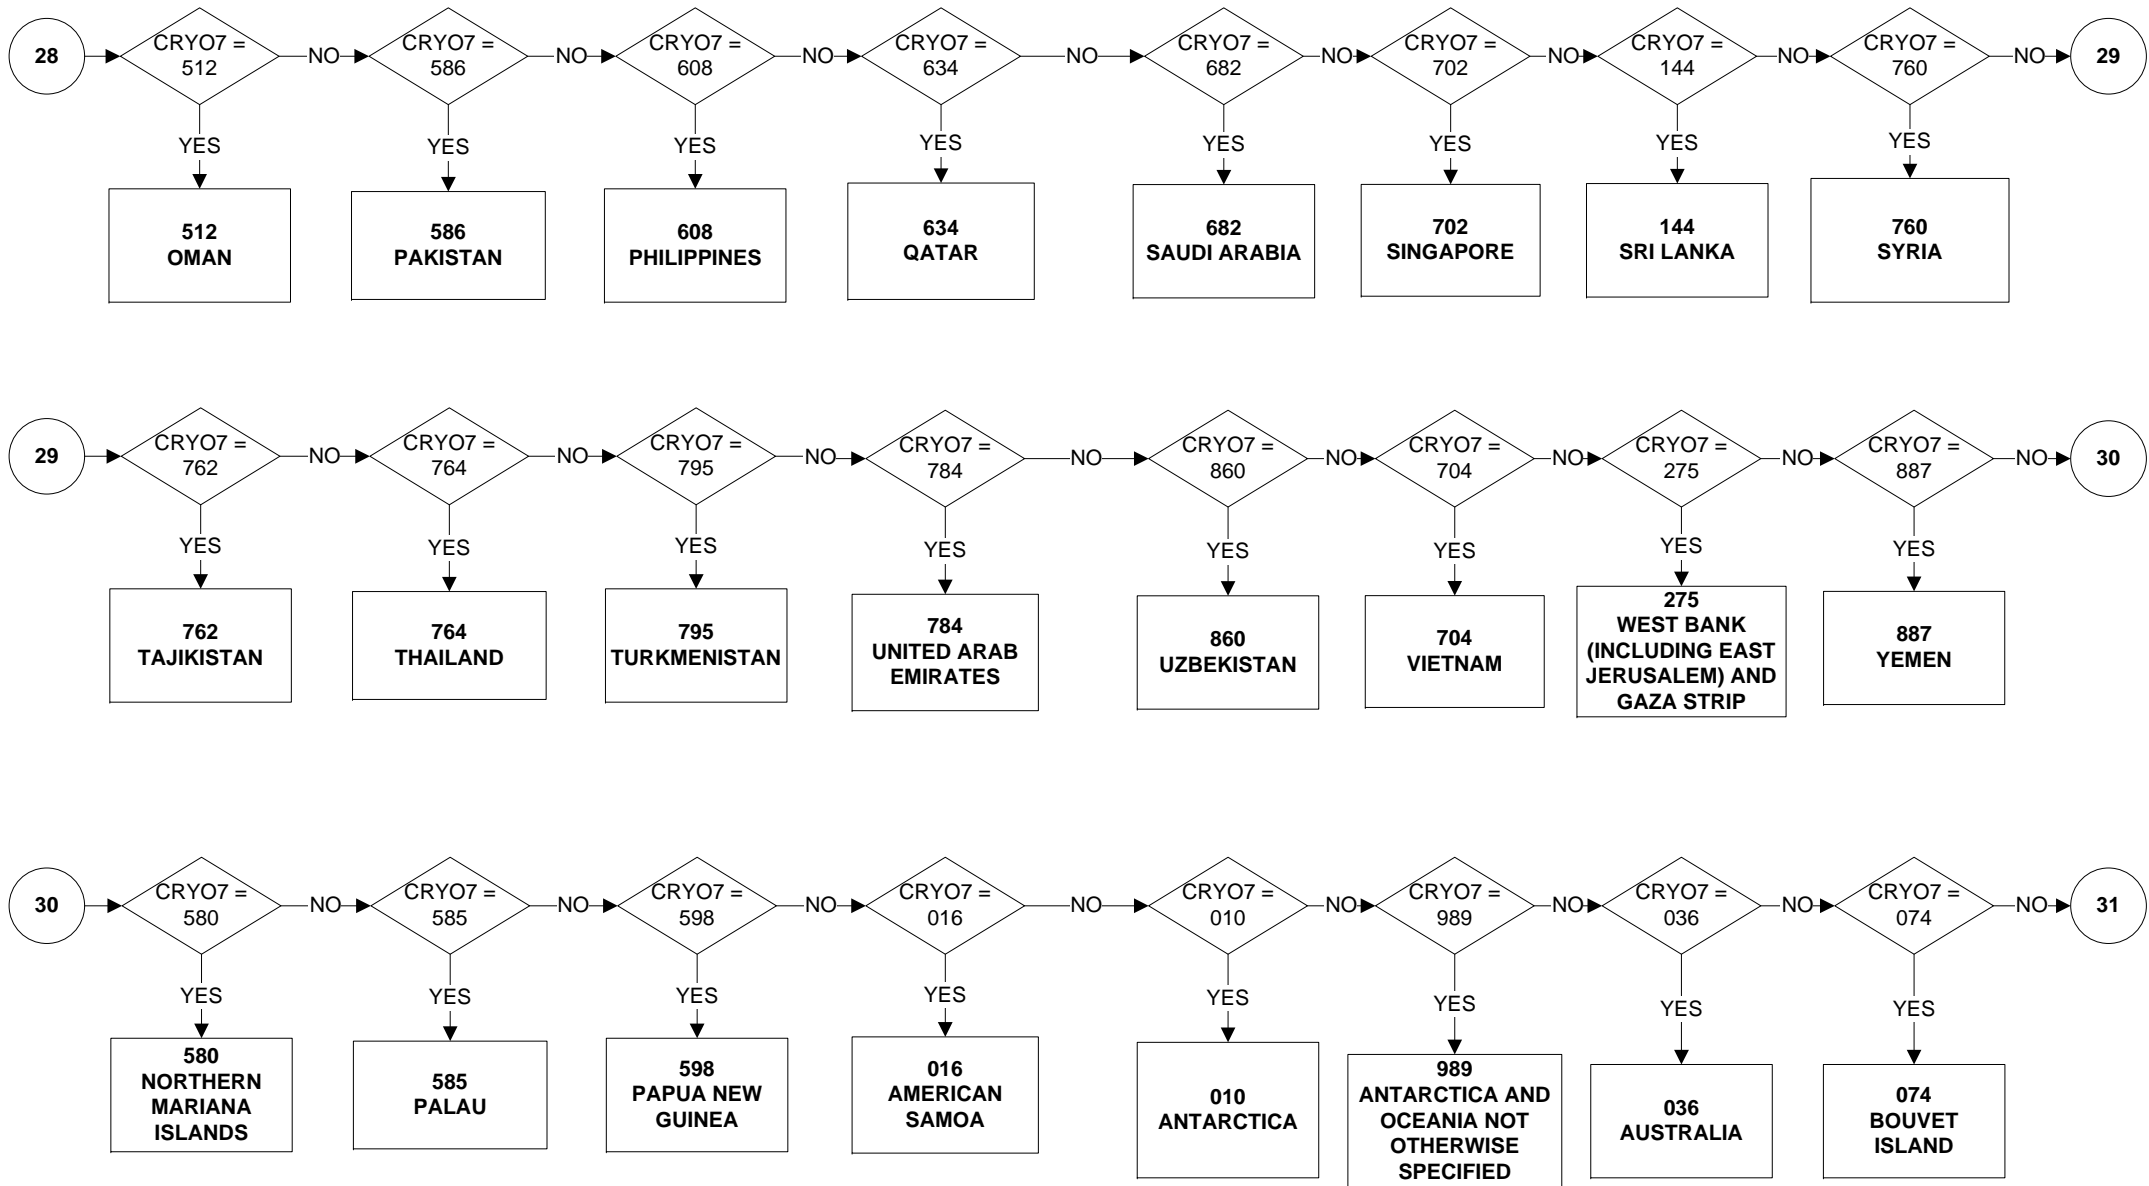 28
CRYO7 =
512
NO
CRYO7 =
586
NO
CRYO7 =
608
NO
CRYO7 =
634
NO
CRYO7 =
682
NO
CRYO7 =
702
NO
CRYO7 =
144
NO
CRYO7 =
760
NO
29
YES
YES
YES
YES
YES
YES
YES
YES
512
OMAN
586
PAKISTAN
608
PHILIPPINES
634
QATAR
682
SAUDI ARABIA
702
SINGAPORE
144
SRI LANKA
760
SYRIA
29
CRYO7 =
762
NO
CRYO7 =
764
NO
CRYO7 =
795
NO
CRYO7 =
784
NO
CRYO7 =
860
NO
CRYO7 =
704
NO
CRYO7 =
275
NO
CRYO7 =
887
NO
30
YES
YES
YES
YES
YES
YES
YES
YES
762
TAJIKISTAN
764
THAILAND
795
TURKMENISTAN
784
UNITED ARAB
EMIRATES
860
UZBEKISTAN
704
VIETNAM
275
WEST BANK
(INCLUDING EAST
JERUSALEM) AND
GAZA STRIP
887
YEMEN
30
CRYO7 =
580
NO
CRYO7 =
585
NO
CRYO7 =
598
NO
CRYO7 =
016
NO
CRYO7 =
010
NO
CRYO7 =
989
NO
CRYO7 =
036
NO
CRYO7 =
074
NO
31
YES
YES
YES
YES
YES
YES
YES
YES
580
NORTHERN
MARIANA
ISLANDS
585
PALAU
598
PAPUA NEW
GUINEA
016
AMERICAN
SAMOA
010
ANTARCTICA
989
ANTARCTICA AND
OCEANIA NOT
OTHERWISE
SPECIFIED
036
AUSTRALIA
074
BOUVET
ISLAND